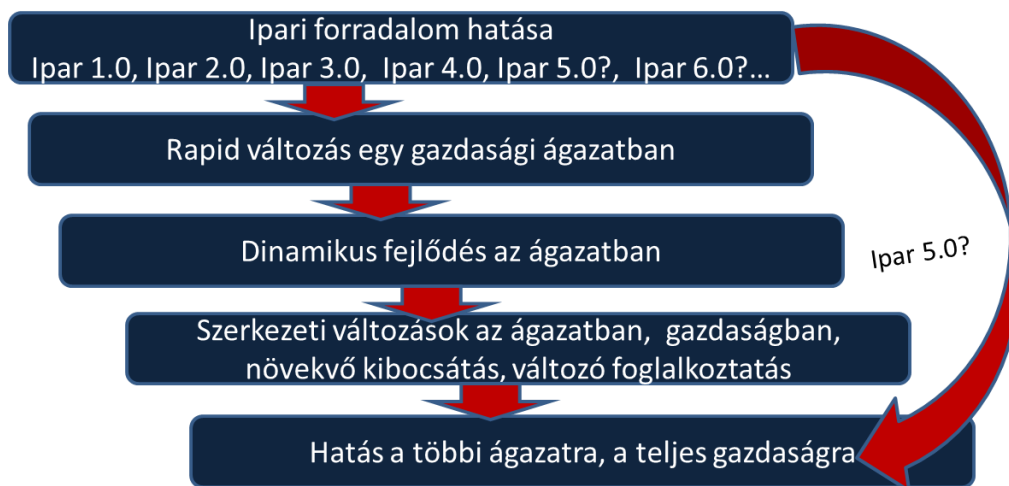 Ipari forradalom hatása
Ipar 1.0, Ipar 2.0, Ipar 3.0, Ipar 4.0, Ipar 5.0?, Ipar 6.0?...
Rapid változás egy gazdasági ágazatban
Dinamikus fejlődés az ágazatban
Ipar 5.0?
Szerkezeti változások az ágazatban, gazdaságban,
növekvő kibocsátás, változó foglalkoztatás
Hatás a többi ágazatra, a teljes gazdaságra